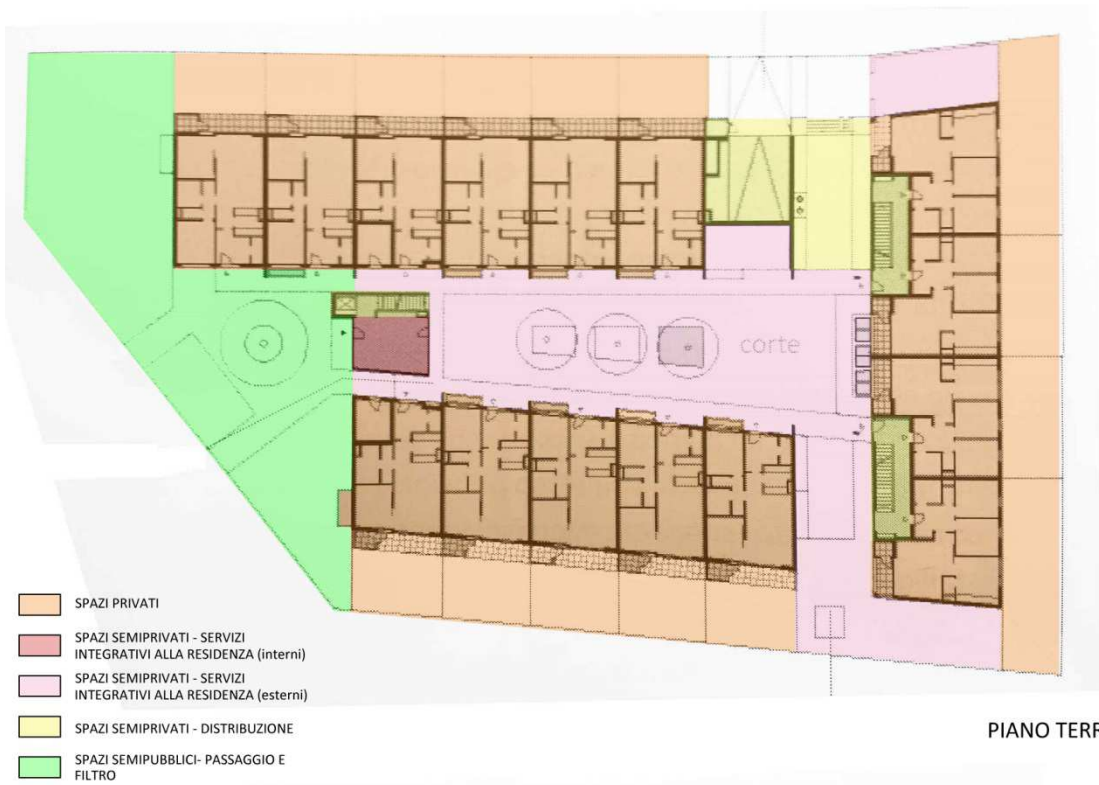 corte
SPAZI PRIVATI
SPAZI SEMIPRIVATI - SERVIZI
INTEGRATIVI ALLA RESIDENZA (interni)
SPAZI SEMIPRIVATI - SERVIZI
INTEGRATIVI ALLA RESIDENZA (esterni)
SPAZI SEMIPRIVATI - DISTRIBUZIONE
SPAZI SEMIPUBBLICI- PASSAGGIO E
FILTRO
PIANO TERR